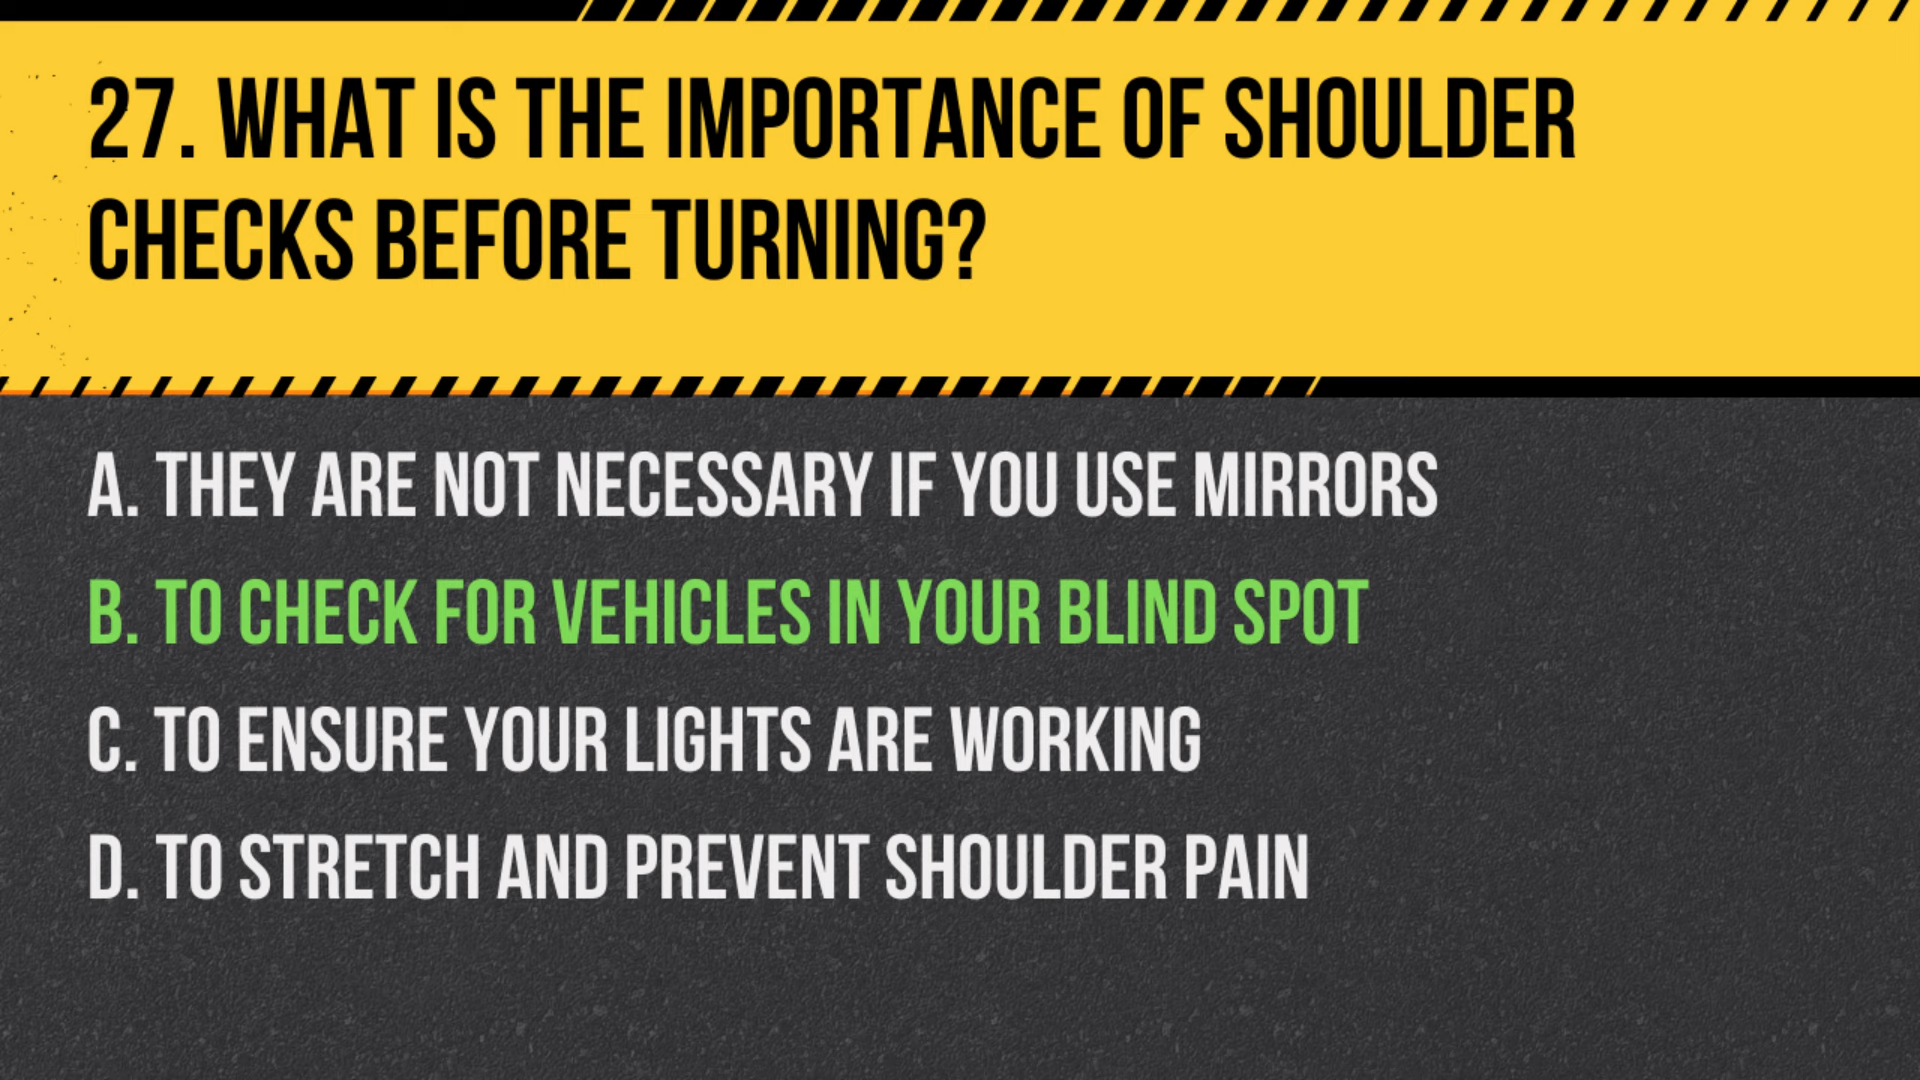 27. WHAT IS THE IMPORTANCE OF SHOULDER
CHECKS BEFORE TURNING?
A. THEY ARE NOT NECESSARY IF YOU USE MIRRORS
B. TO CHECK FOR VEHICLES IN YOUR BLIND SPOT
C. TO ENSURE YOUR LIGHTS ARE WORKING
D. TO STRETCH AND PREVENT SHOULDER PAIN